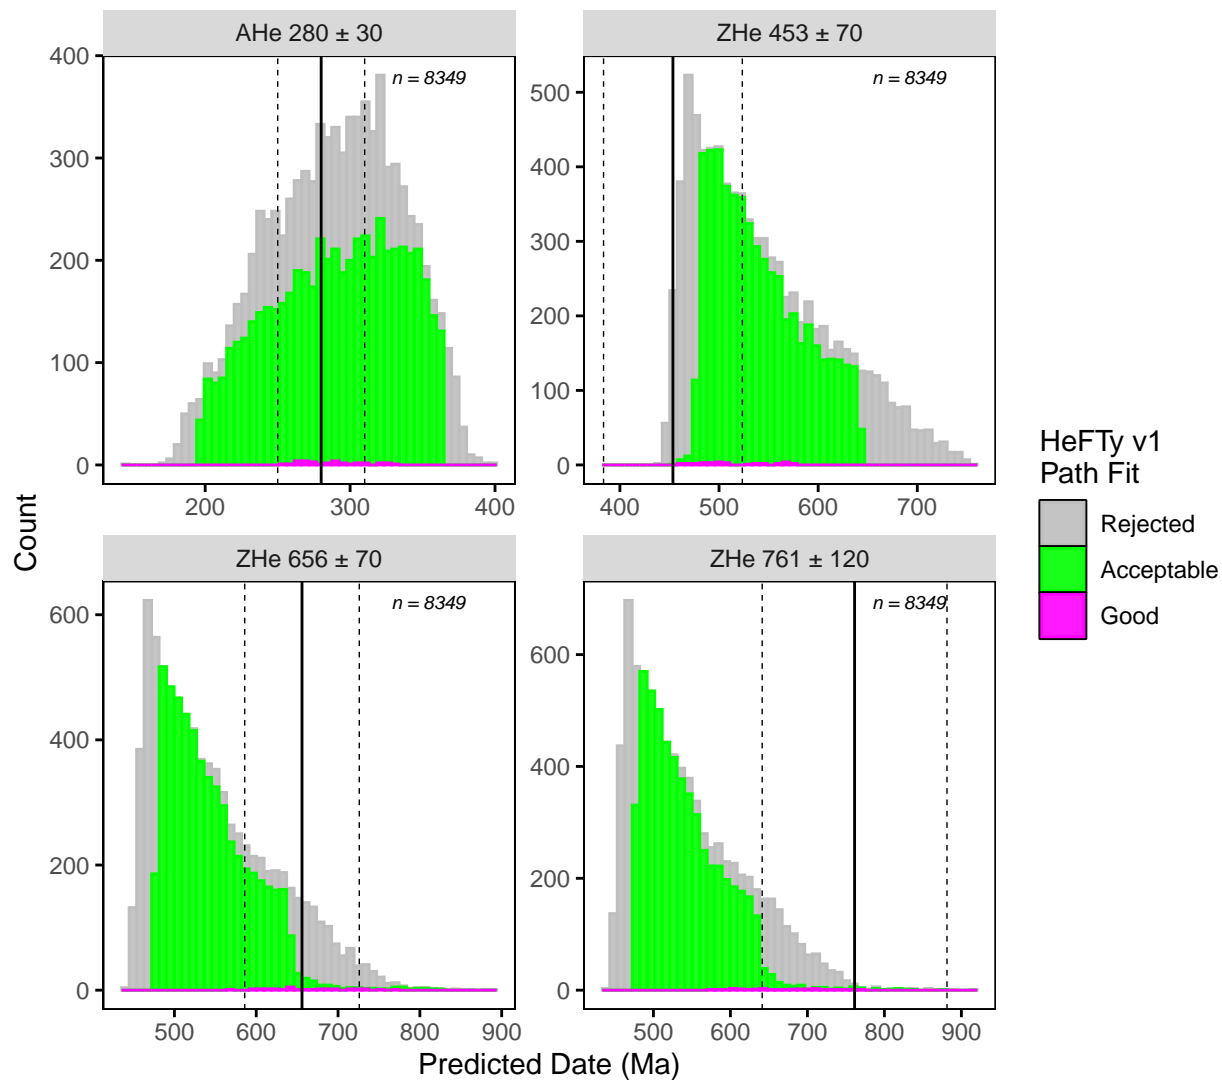 AHe 280 ± 30
ZHe 453 ± 70
n = 8349
n = 8349
400
300
200
100
0
500
400
300
200
100
0
200
300
400
400
500
600
700
Count
ZHe 656 ± 70
ZHe 761 ± 120
n = 8349
n = 8349
600
400
200
0
600
400
200
0
500
600
700
800
900
500
600
700
800
900
Predicted Date (Ma)
HeFTy v1
Path Fit
Rejected
Acceptable
Good